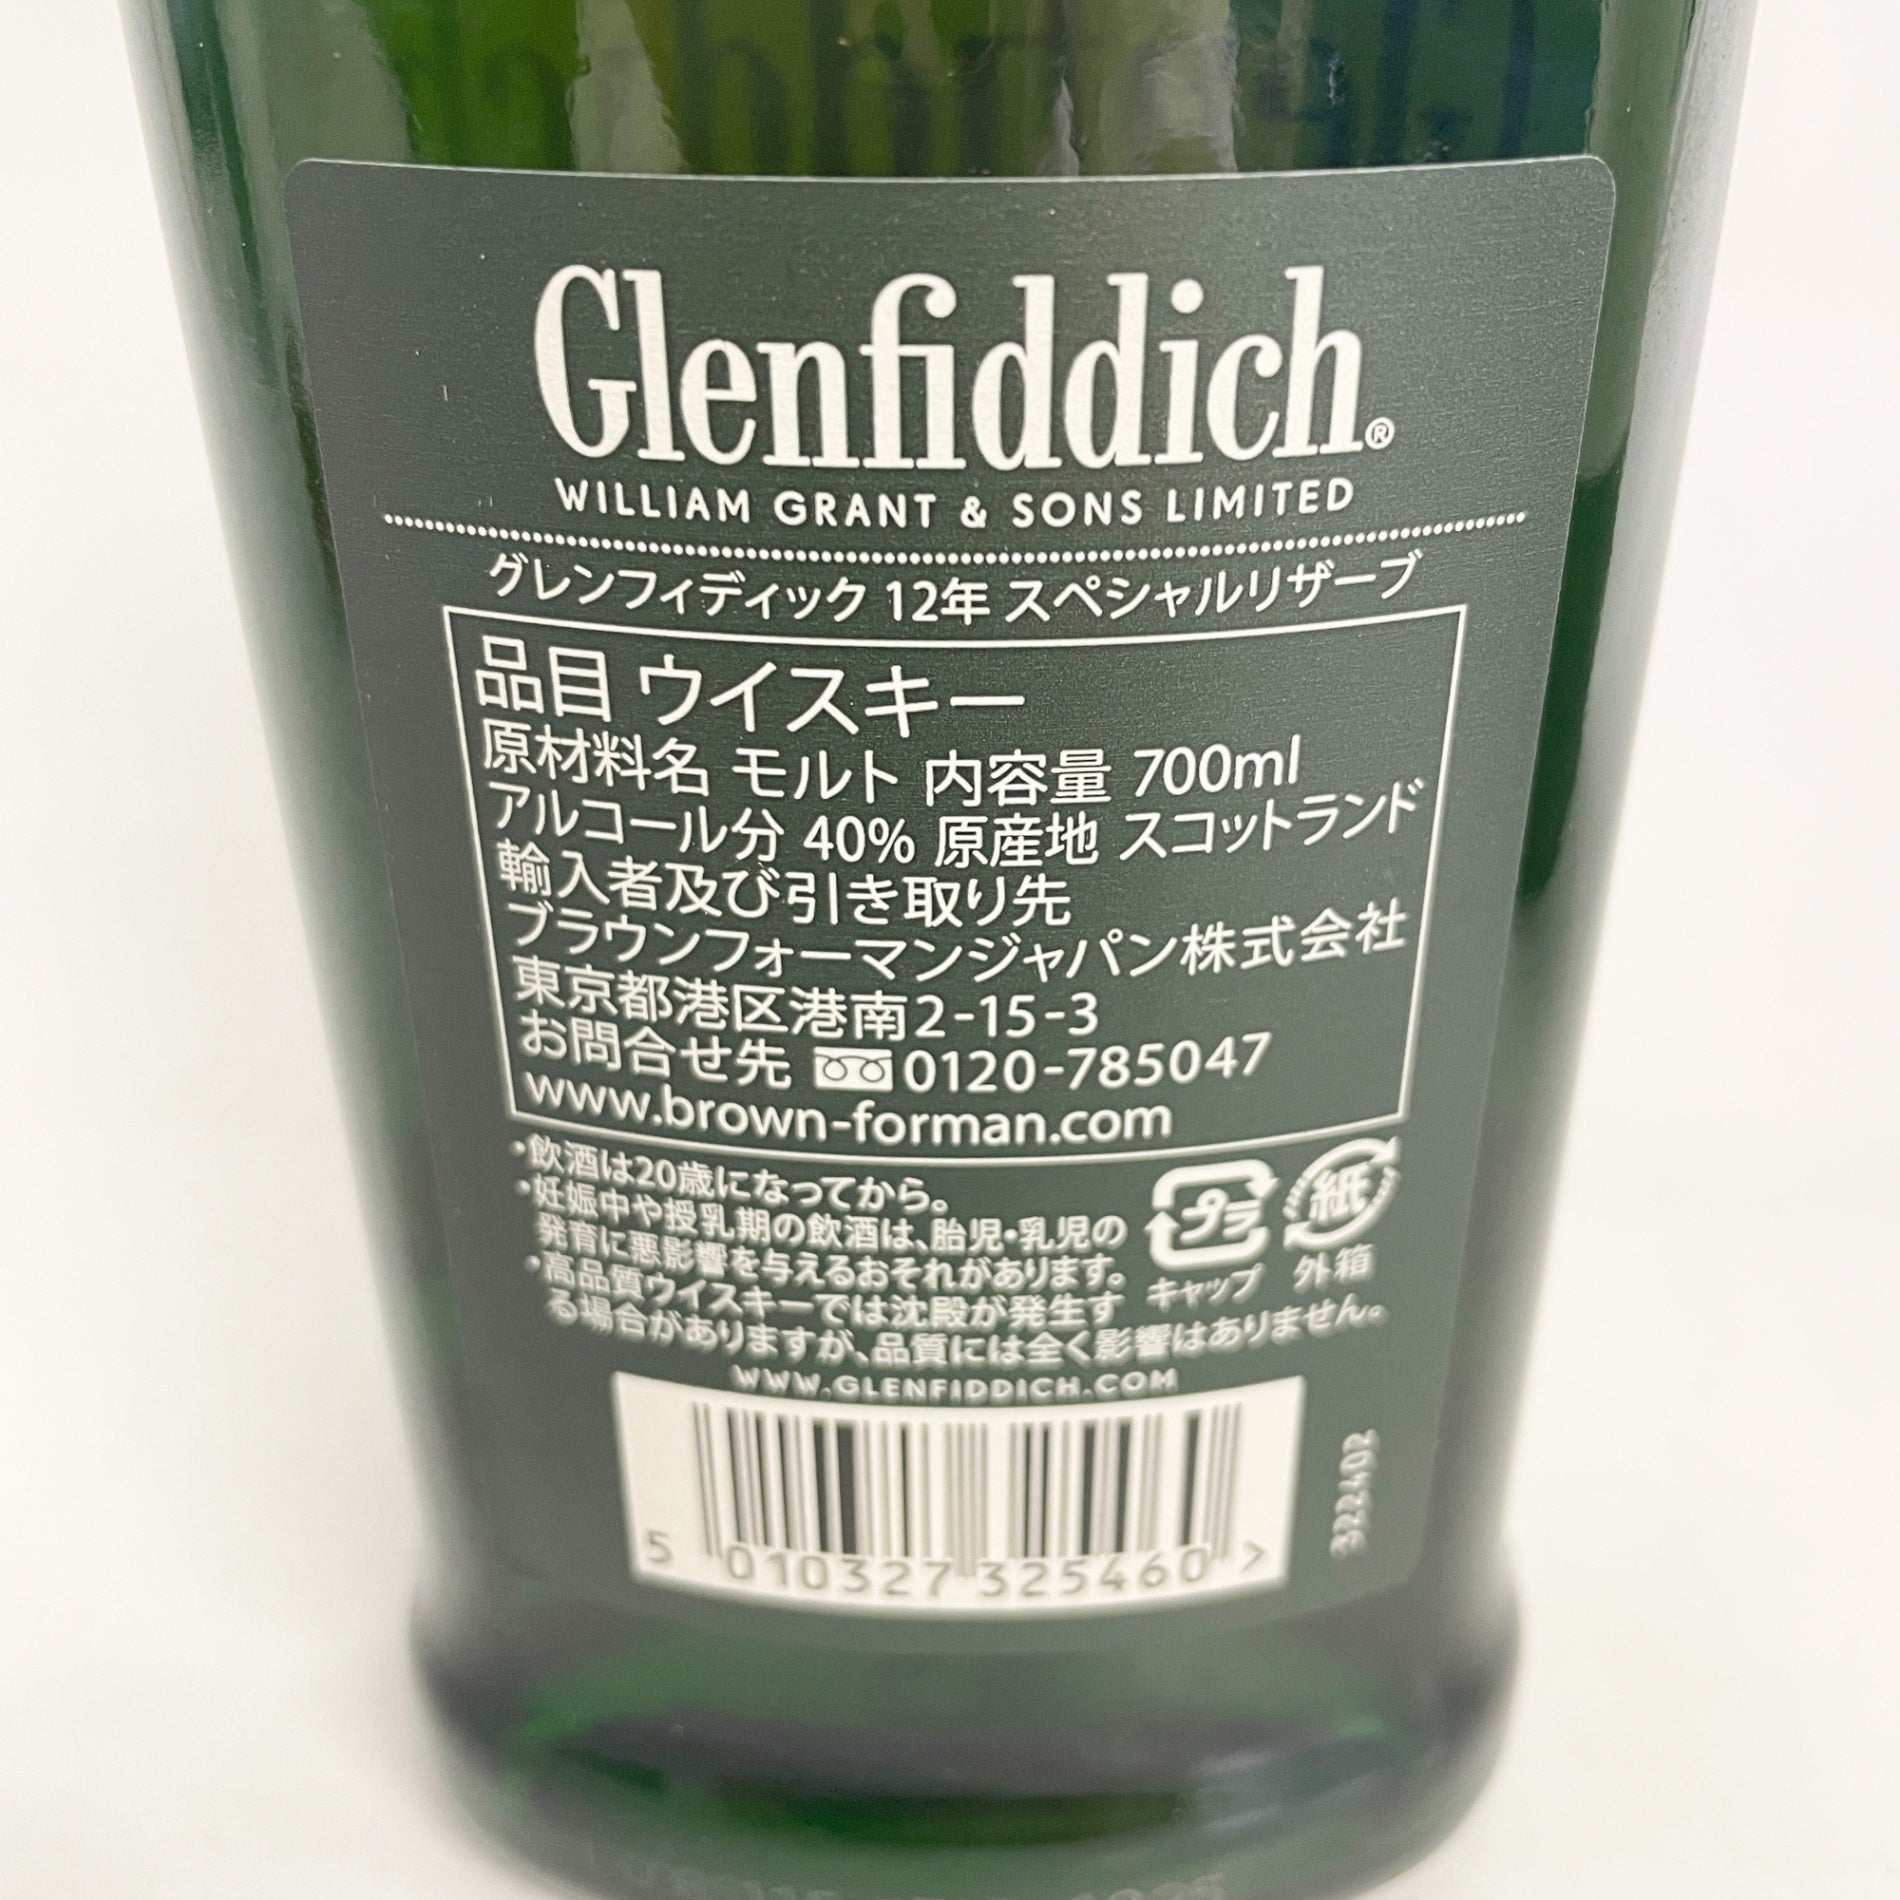 Glenfiddich®
WILLIAM GRANT & SONS LIMITED
グレンフィディック 12年 スペシャルリザーブ
品目 ウイスキー
原材料名 モルト 内容量 700ml
アルコール分 40% 原産地 スコットランド
輸入者及び引き取り先
ブラウンフォーマンジャパン株式会社
東京都港区港南2-15-3
お問合せ先 0120-785047
www.brown-forman.com
・飲酒は20歳になってから。
・妊娠中や授乳期の飲酒は、胎児・乳児の
発育に悪影響を与えるおそれがあります。
・高品質ウイスキーでは沈殿が発生す
る場合がありますが、品質には全く影響はありません。
プラ
キャップ
紙
外箱
WWW.GLENFIDDICH.COM
5 010327 325460 >
322402